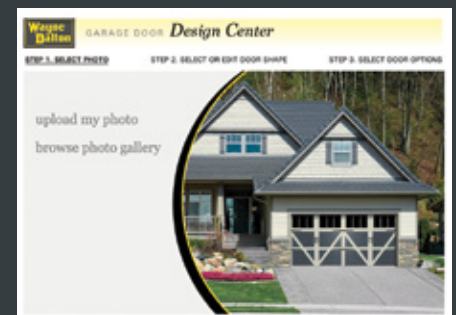 Wayne
Dalton
GARAGE DOOR Design Center
STEP 1. SELECT PHOTO
STEP 2. SELECT OR EDIT DOOR SHAPE
STEP 3. SELECT DOOR OPTIONS
upload my photo
browse photo gallery